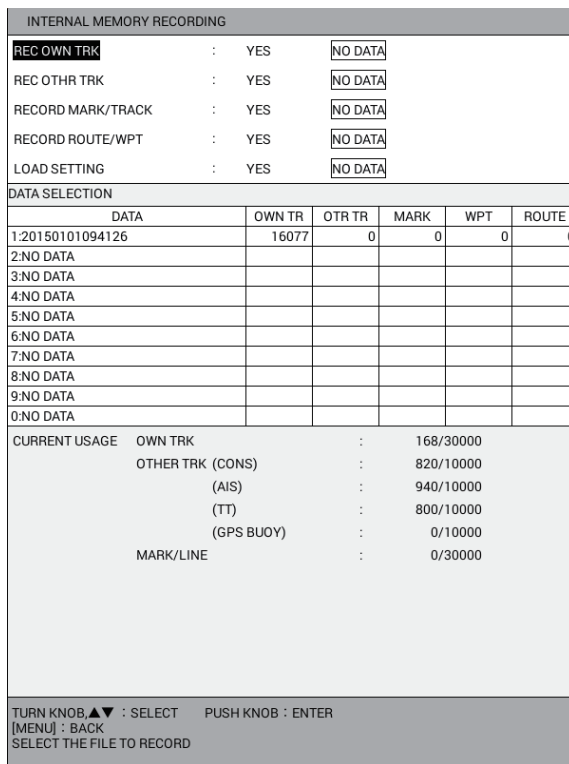 INTERNAL MEMORY RECORDING
REC OWN TRK : YES NO DATA
REC OTHR TRK : YES NO DATA
RECORD MARK/TRACK : YES NO DATA
RECORD ROUTE/WPT : YES NO DATA
LOAD SETTING : YES NO DATA
DATA SELECTION
DATA OWN TR OTR TR MARK WPT ROUTE
1:20150101094126 16077 0 0 0
2:NO DATA
3:NO DATA
4:NO DATA
5:NO DATA
6:NO DATA
7:NO DATA
8:NO DATA
9:NO DATA
0:NO DATA
CURRENT USAGE OWN TRK : 168/30000
OTHER TRK (CONS) : 820/10000
(AIS) : 940/10000
(TT) : 800/10000
(GPS BUOY) : 0/10000
MARK/LINE : 0/30000
TURN KNOB,▲▼ : SELECT PUSH KNOB : ENTER
[MENU] : BACK
SELECT THE FILE TO RECORD